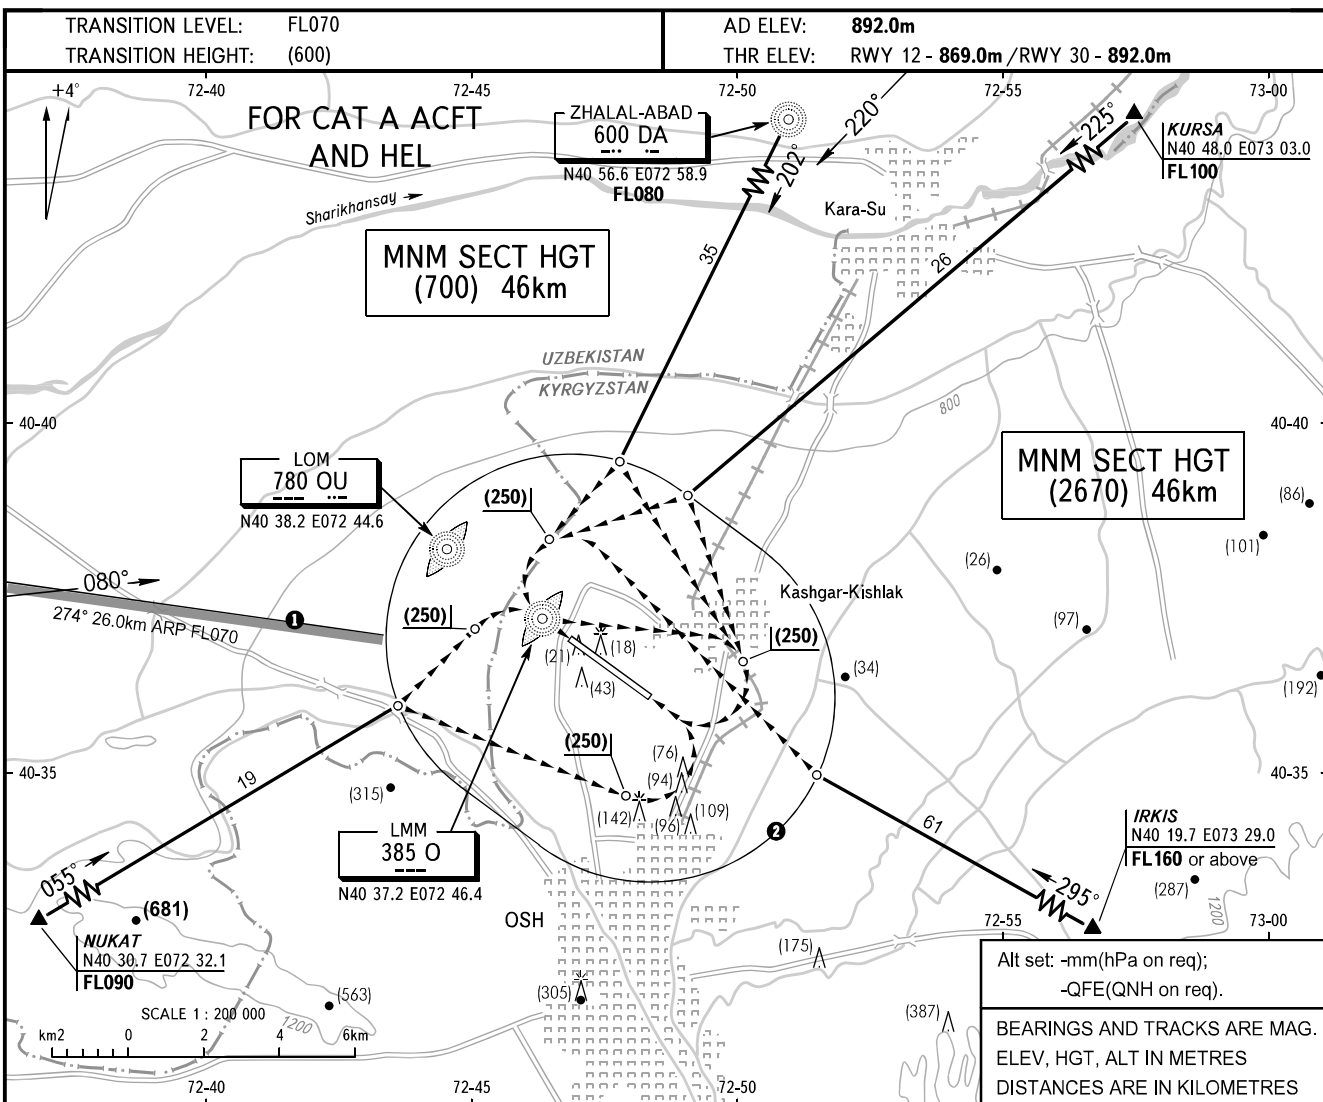 TRANSITION LEVEL: FL070
TRANSITION HEIGHT: (600)
AD ELEV: 892.0m
THR ELEV: RWY 12 - 869.0m / RWY 30 - 892.0m
+4°
72-40
72-45
72-50
72-55
73-00
FOR CAT A ACFT
AND HEL
ZHALAL-ABAD
600 DA
N40 56.6 E072 58.9
FL080
220°
202°
225°
KURSA
N40 48.0 E073 03.0
FL100
Sharikhansay
Kara-Su
MNM SECT HGT
(700) 46km
35
26
UZBEKISTAN
KYRGYZSTAN
800
40-40
40-40
LOM
780 OU
N40 38.2 E072 44.6
(250)
MNM SECT HGT
(2670) 46km
(86)
(101)
(26)
080°
274° 26.0km ARP FL070
1
(250)
Kashgar-Kishlak
(97)
(250)
(21)
(18)
(43)
(34)
(192)
(250)
(76)
(94)
(142)
(96)
(109)
40-35
40-35
19
(315)
2
61
LMM
385 O
N40 37.2 E072 46.4
IRKIS
N40 19.7 E073 29.0
FL160 or above
(287)
1200
055°
295°
(681)
OSH
NUKAT
N40 30.7 E072 32.1
FL090
72-55
73-00
(175)
(305)
(563)
1200
(387)
SCALE 1 : 200 000
km2 0 2 4 6km
Alt set: -mm(hPa on req);
-QFE(QNH on req).
BEARINGS AND TRACKS ARE MAG.
ELEV, HGT, ALT IN METRES
DISTANCES ARE IN KILOMETRES
72-40
72-45
72-50